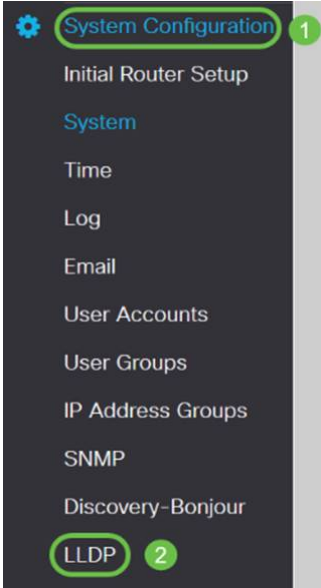 System Configuration 1
Initial Router Setup
System
Time
Log
Email
User Accounts
User Groups
IP Address Groups
SNMP
Discovery-Bonjour
LLDP 2